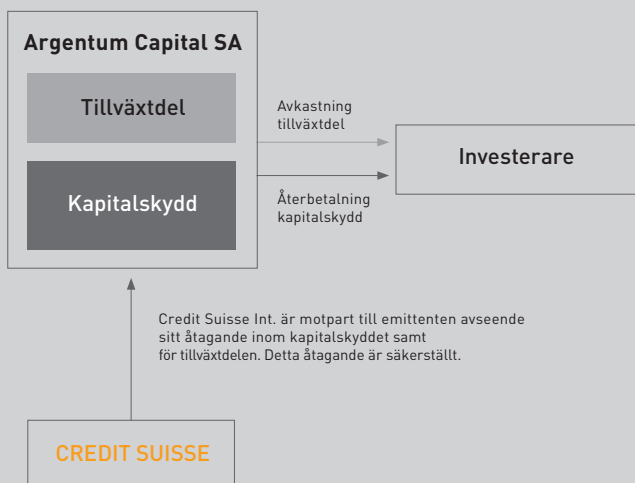 Argentum Capital SA
Tillväxtdel
Kapitalskydd
Avkastning
tillväxtdel
Återbetalning
kapitalskydd
Investerare
Credit Suisse Int. är motpart till emittenten avseende
sitt åtagande inom kapitalskyddet samt
för tillväxtdelen. Detta åtagande är säkerställt.
CREDIT SUISSE